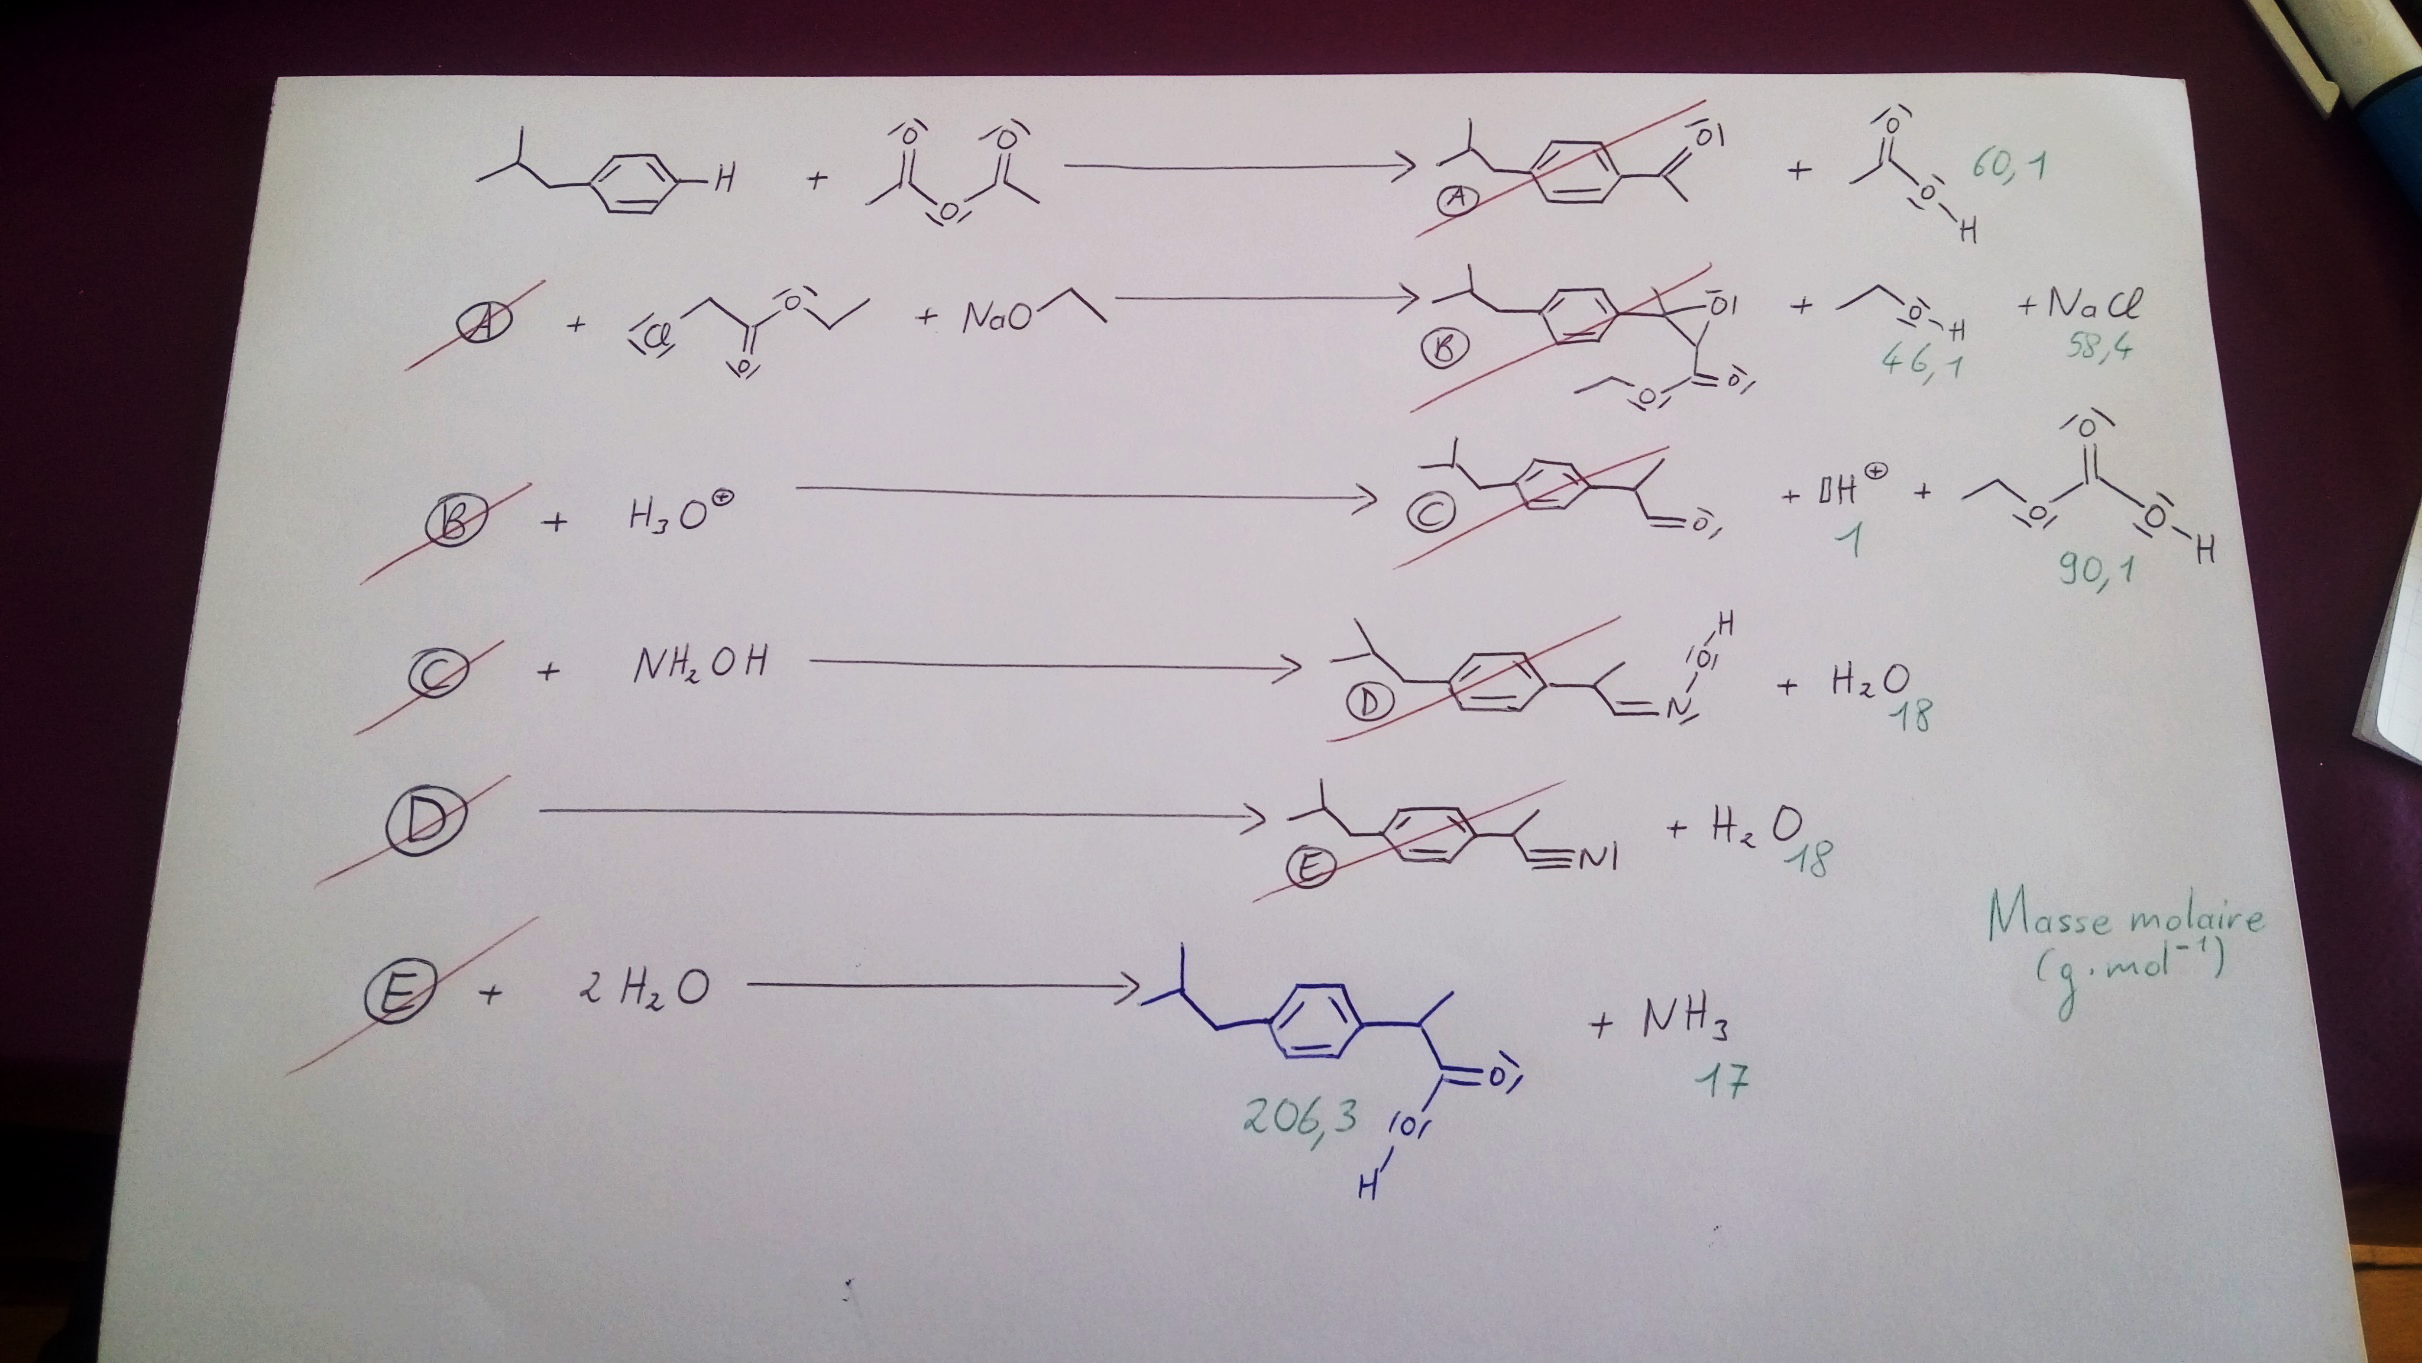 H + O O O → A O + O O H 60,1
A + Cl O O + NaO → B O O O + O H 46,1 + NaCl 58,4
B + H₃O⊕ → C O + H⊕ 1 + O O O H 90,1
C + NH₂OH → D N O H + H₂O 18
D → E N + H₂O 18
E + 2 H₂O → O O H 206,3 + NH₃ 17
Masse molaire
(g.mol⁻¹)